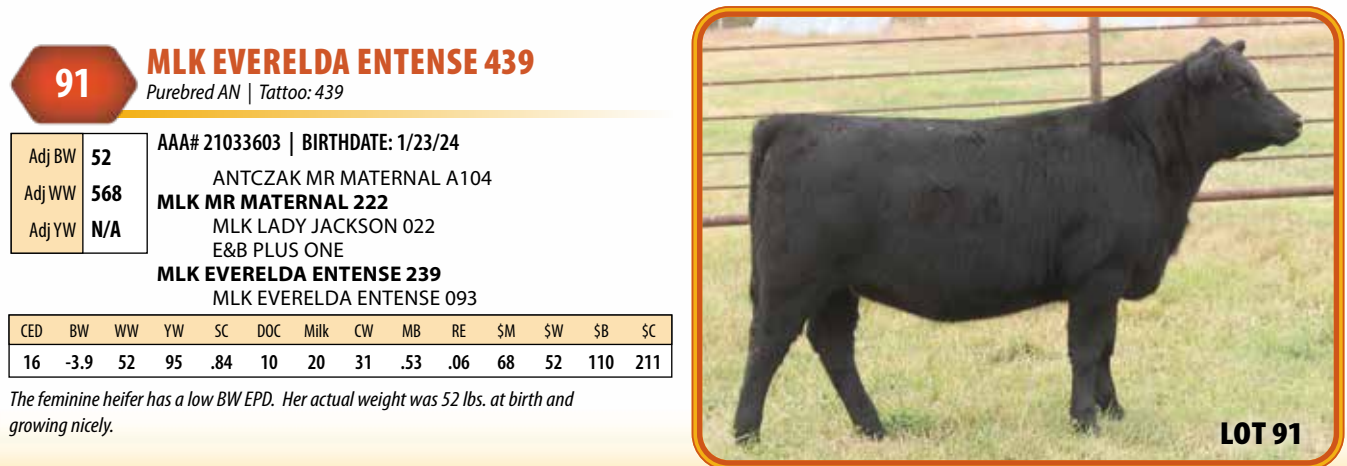 91
MLK EVERELDA ENTENSE 439
Purebred AN | Tattoo: 439
Adj BW 52
Adj WW 568
Adj YW N/A
AAA# 21033603 | BIRTHDATE: 1/23/24
ANTCZAK MR MATERNAL A104
MLK MR MATERNAL 222
MLK LADY JACKSON 022
E&B PLUS ONE
MLK EVERELDA ENTENSE 239
MLK EVERELDA ENTENSE 093
CED BW WW YW SC DOC Milk CW MB RE $M $W $B $C
16 -3.9 52 95 .84 10 20 31 .53 .06 68 52 110 211
The feminine heifer has a low BW EPD. Her actual weight was 52 lbs. at birth and
growing nicely.
LOT 91